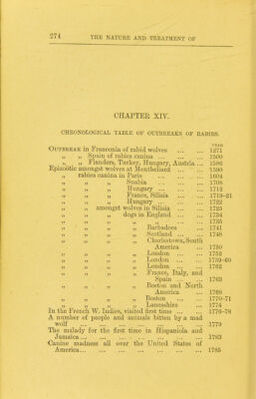 274 THE NATURE AND TREATMENT OF
CHAPTER XIV.
CHRONOLOGICAL TABLE OF OUTBREAKS OF RABIES.
YEAR
OUTBREAK in Franconia of rabid wolves ... ... 1271
„ „ Spain of rabies canina ... ... ... 1500
„ „ Flanders, Turkey, Hungary, Austria ... 1586
Epizootic amongst wolves at Montbeliard ... ... 1590
„ rabies canina in Paris ... ... 1604
„ „ „ Suabia ... ... 1708
„ „ „ Hungary ... ... 1712
„ „ „ France, Silisia ... 1719-21
„ „ „ Hungary ... ... 1722
„ „ amongst wolves in Silisia ... 1725
„ „ „ dogs in England ... ... 1734
„ „ „ „ ... ... 1735
„ „ „ Barbadoes ... 1741
„ „ „ Scotland ... ... 1748
„ „ „ Charlestown, South
America ... 1750
„ „ „ London ... ... 1752
„ „ „ London ... ... 1759-60
„ „ „ London ... ... 1762
„ „ „ France, Italy, and
Spain ... 1763
„ „ „ Boston and North
America ... 1768
„ „ „ Boston ... ... 1770-71
„ „ „ Lancashire ... 1774
In the French W. Indies, visited first time ... ... 1776-78
A number of people and animals bitten by a mad
wolf ... ... ... 1779
The malady for the first time in Hispaniola and
Jamaica ... ... ... 1783
Canine madness all over the United States of
America... ... ... 1785